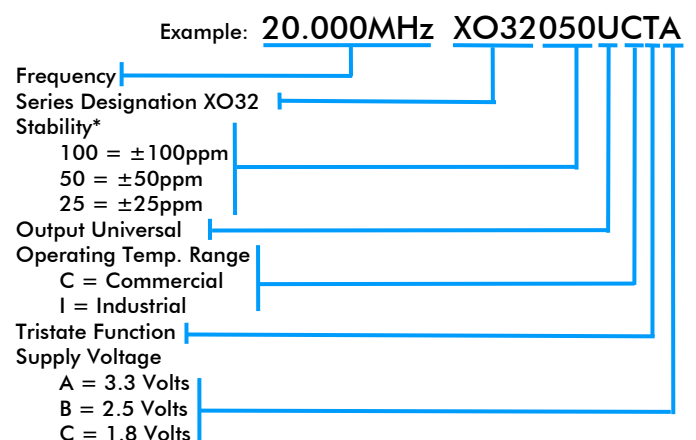 Example: 20.000MHz XO32050UCTA
Frequency
Series Designation XO32
Stability*
100 = ±100ppm
50 = ±50ppm
25 = ±25ppm
Output Universal
Operating Temp. Range
C = Commercial
I = Industrial
Tristate Function
Supply Voltage
A = 3.3 Volts
B = 2.5 Volts
C = 1.8 Volts